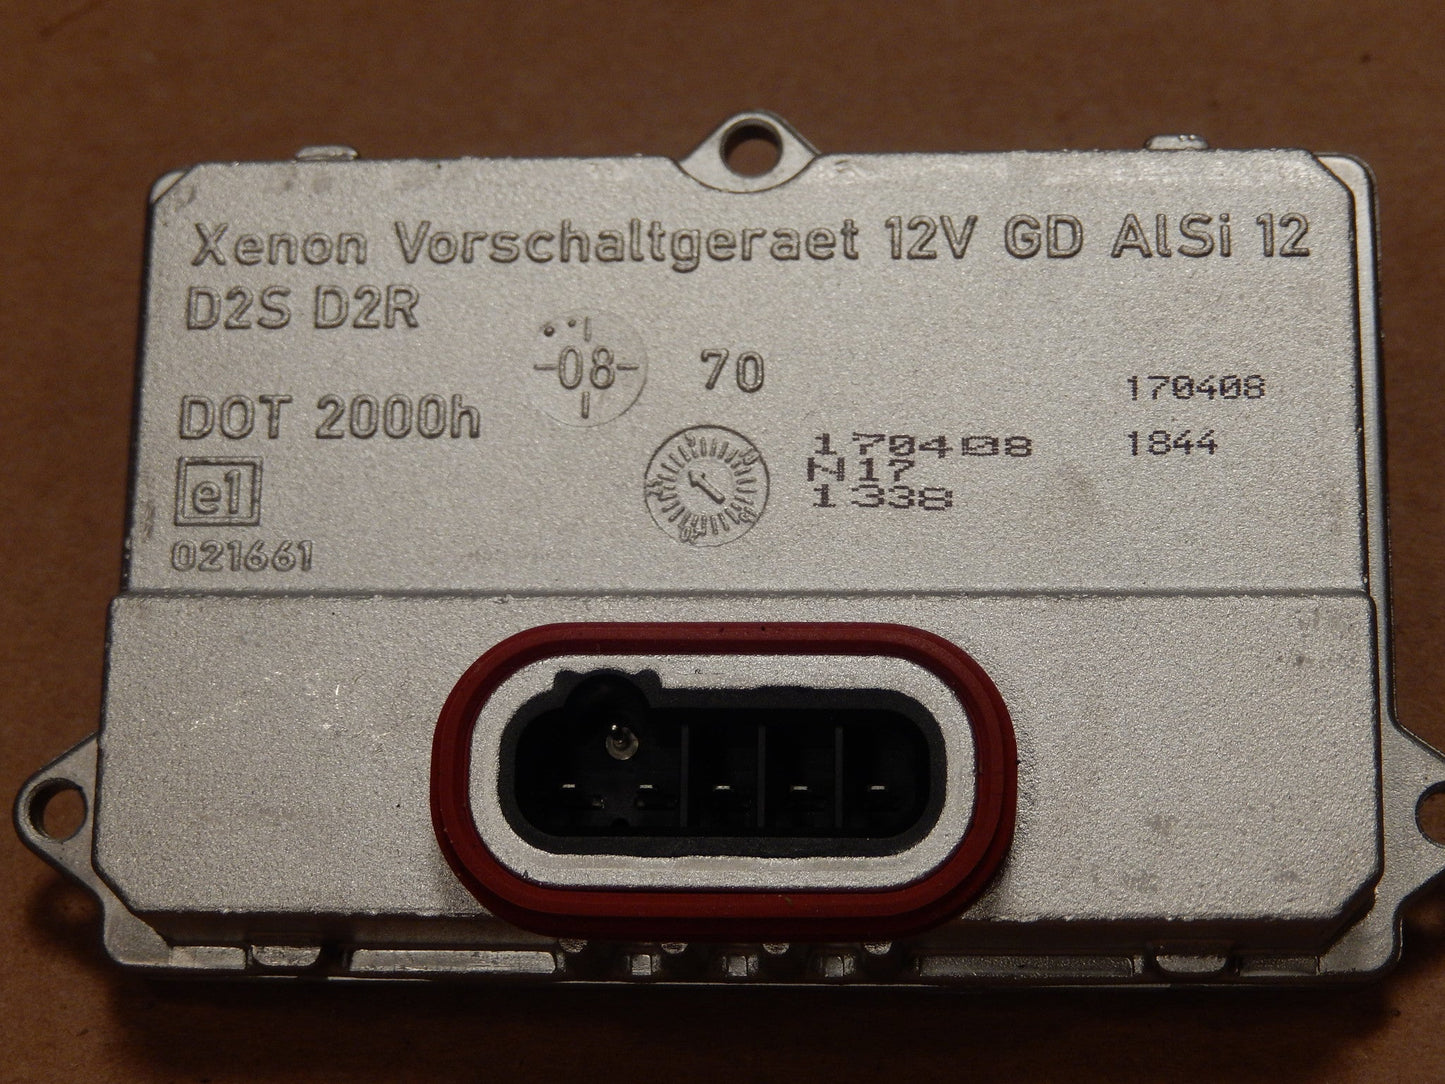 Xenon Vorschaltgeraet 12V GD AlSi 12
D2S D2R
-08- 70
DOT 2000h
170408
1844
170408
N17
1338
e1
021661